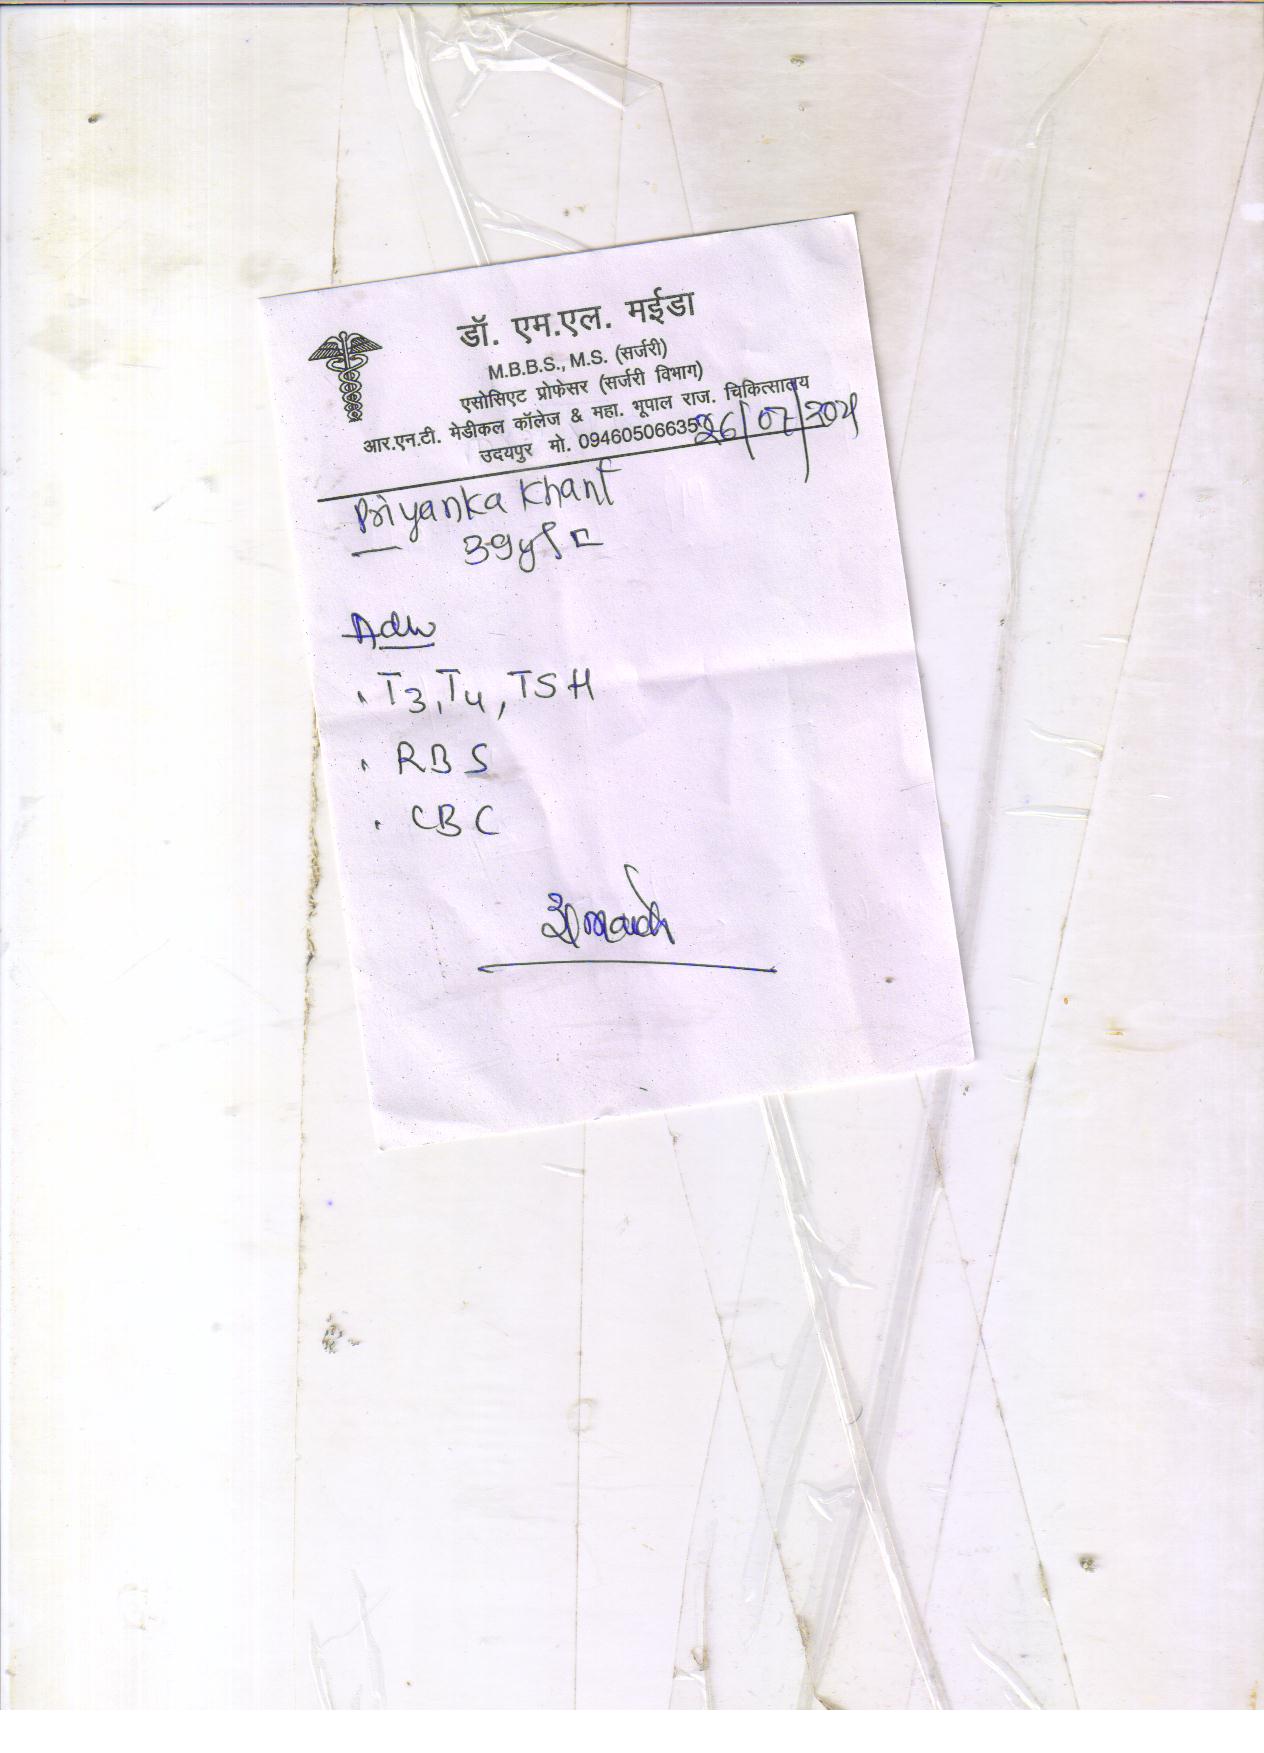 डॉ. एम.एल. मईडा
M.B.B.S., M.S. (सर्जरी)
एसोसिएट प्रोफेसर (सर्जरी विभाग)
आर.एन.टी. मेडीकल कॉलेज & महा. भूपाल राज. चिकित्सालय
उदयपुर मो. 09460506635
26/07/
Priyanka Khant
39y
Adv
. T3, T4, TSH
. RBS
. CBC